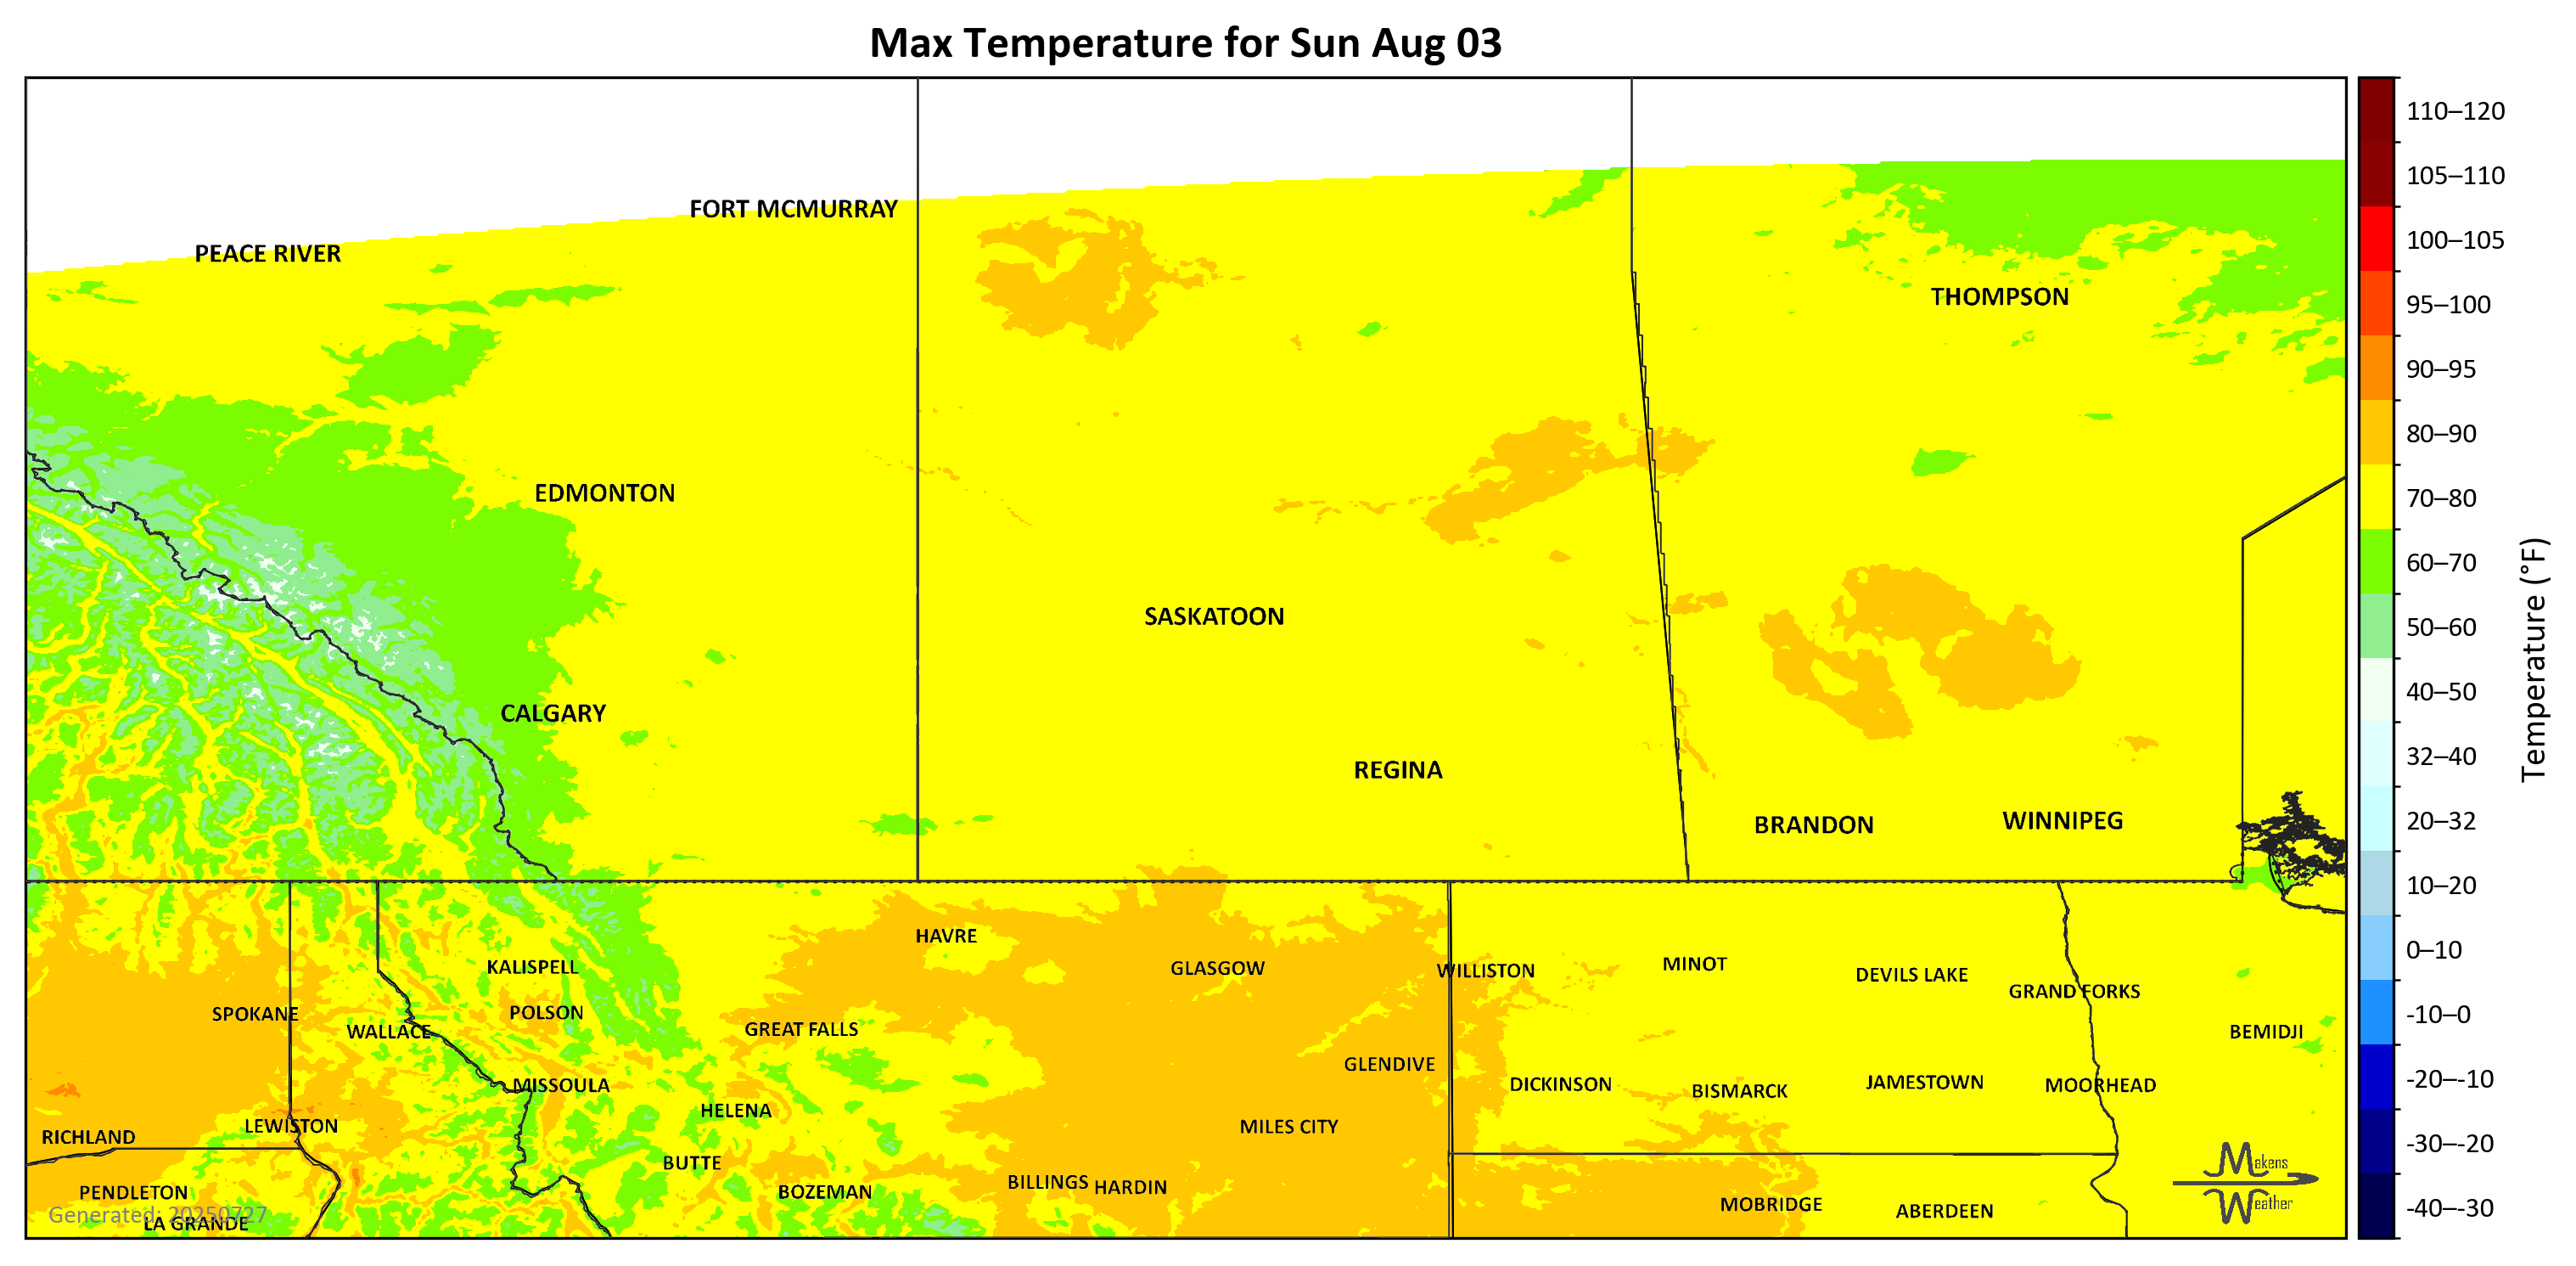 Max Temperature for Sun Aug 03
FORT MCMURRAY
PEACE RIVER
THOMPSON
EDMONTON
SASKATOON
CALGARY
REGINA
BRANDON
WINNIPEG
HAVRE
KALISPELL
GLASGOW
WILLISTON
MINOT
DEVILS LAKE
GRAND FORKS
SPOKANE
POLSON
WALLACE
GREAT FALLS
BEMIDJI
GLENDIVE
MISSOULA
DICKINSON
BISMARCK
JAMESTOWN
MOORHEAD
HELENA
LEWISTON
MILES CITY
RICHLAND
BUTTE
BILLINGS
HARDIN
PENDLETON
BOZEMAN
MOBRIDGE
ABERDEEN
Generated: 20250727
LA GRANDE
Makens
Weather
110–120
105–110
100–105
95–100
90–95
80–90
70–80
60–70
50–60
40–50
32–40
20–32
10–20
0–10
-10–0
-20–-10
-30–-20
-40–-30
Temperature (°F)